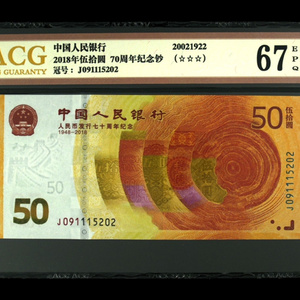 ACG
GUARANTY
中国人民银行 20021922
2018年伍拾圆 70周年纪念钞 (☆☆☆)
冠号: J091115202
67 E
P
Q
中国人民银行
人民币发行七十周年纪念
1948-2018
50
伍拾圆
50
J091115202